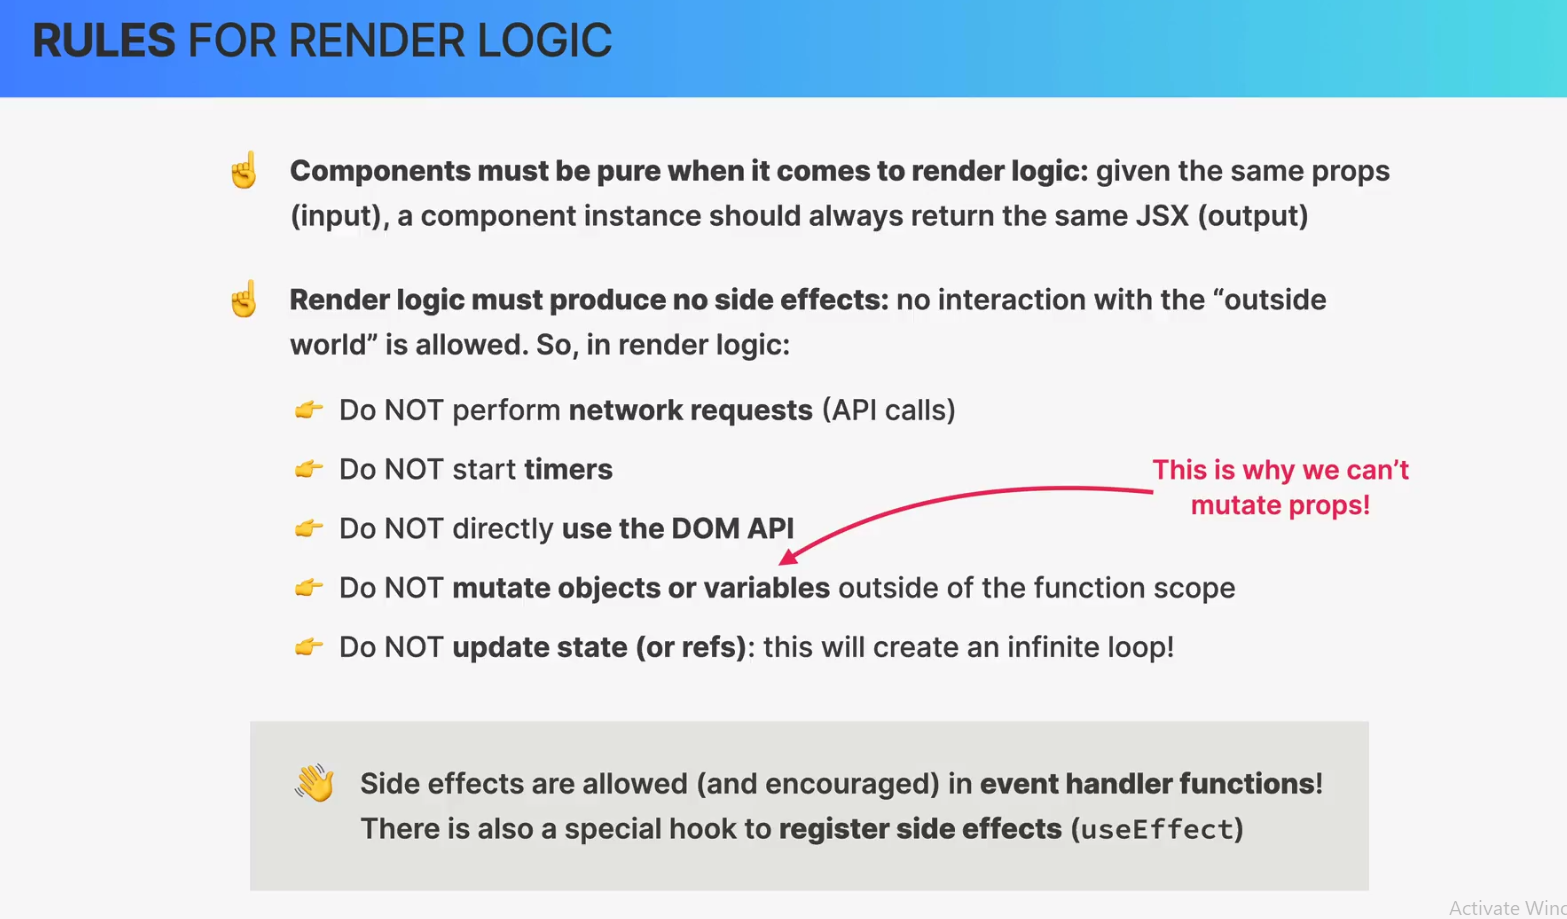 RULES FOR RENDER LOGIC
Components must be pure when it comes to render logic: given the same props
(input), a component instance should always return the same JSX (output)
Render logic must produce no side effects: no interaction with the “outside
world” is allowed. So, in render logic:
Do NOT perform network requests (API calls)
Do NOT start timers
This is why we can’t
mutate props!
Do NOT directly use the DOM API
Do NOT mutate objects or variables outside of the function scope
Do NOT update state (or refs): this will create an infinite loop!
Side effects are allowed (and encouraged) in event handler functions!
There is also a special hook to register side effects (useEffect)
Activate Wind